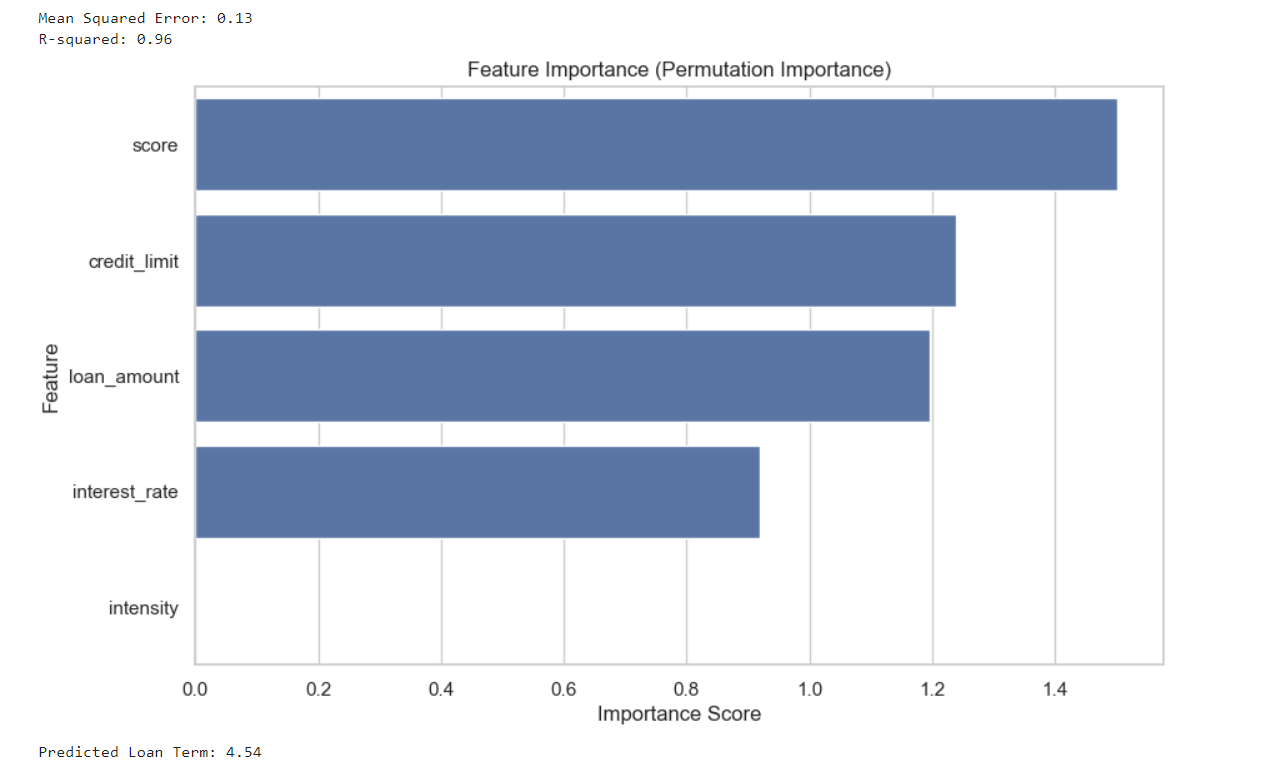 Mean Squared Error: 0.13
R-squared: 0.96
Feature Importance (Permutation Importance)
score
credit_limit
loan_amount
interest_rate
intensity
Feature
0.0 0.2 0.4 0.6 0.8 1.0 1.2 1.4
Importance Score
Predicted Loan Term: 4.54